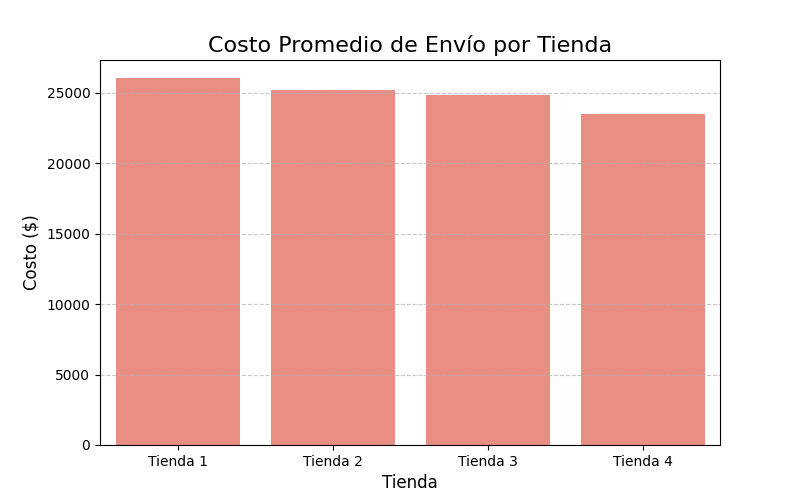 Costo Promedio de Envío por Tienda
Costo ($)
25000
20000
15000
10000
5000
0
Tienda 1 Tienda 2 Tienda 3 Tienda 4
Tienda